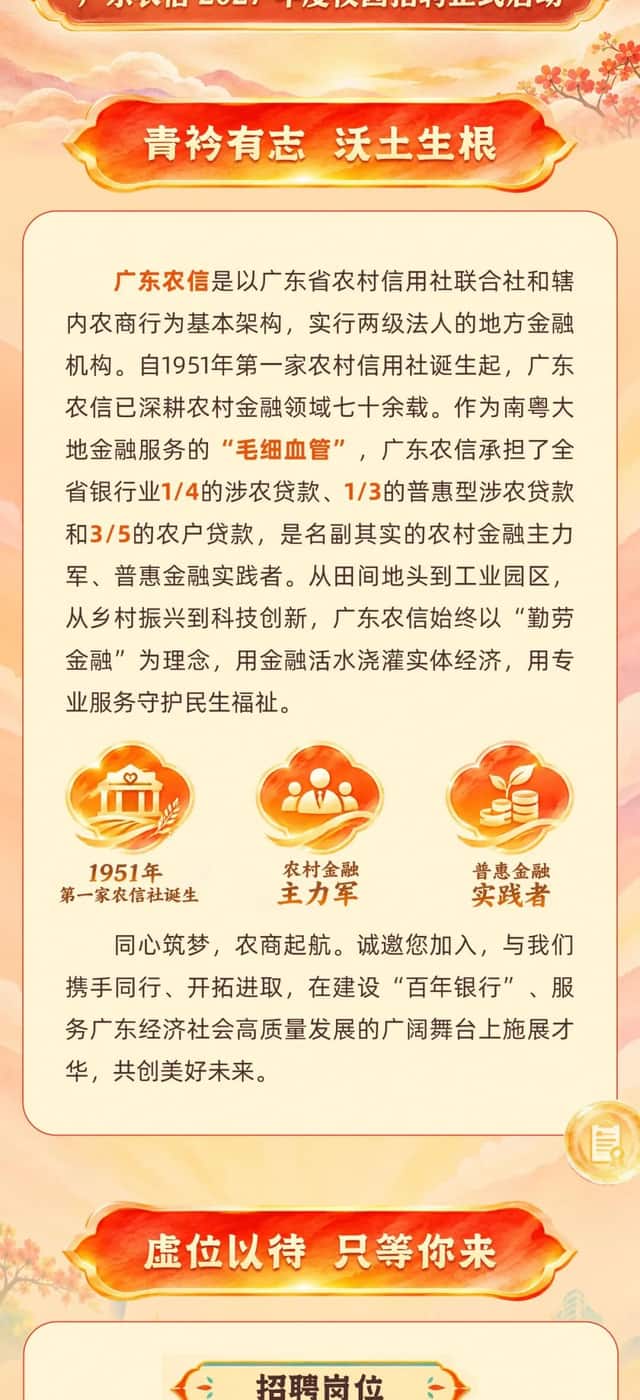 广东农信 2027 年度校园招聘正式启动
青衿有志 沃土生根
广东农信是以广东省农村信用社联合社和辖
内农商行为基本架构，实行两级法人的地方金融
机构。自1951年第一家农村信用社诞生起，广东
农信已深耕农村金融领域七十余载。作为南粤大
地金融服务的“毛细血管”，广东农信承担了全
省银行业1/4的涉农贷款、1/3的普惠型涉农贷款
和3/5的农户贷款，是名副其实的农村金融主力
军、普惠金融实践者。从田间地头到工业园区，
从乡村振兴到科技创新，广东农信始终以“勤劳
金融”为理念，用金融活水浇灌实体经济，用专
业服务守护民生福祉。
1951年
第一家农信社诞生
农村金融
主力军
普惠金融
实践者
同心筑梦，农商起航。诚邀您加入，与我们
携手同行、开拓进取，在建设“百年银行”、服
务广东经济社会高质量发展的广阔舞台上施展才
华，共创美好未来。
虚位以待 只等你来
招聘岗位